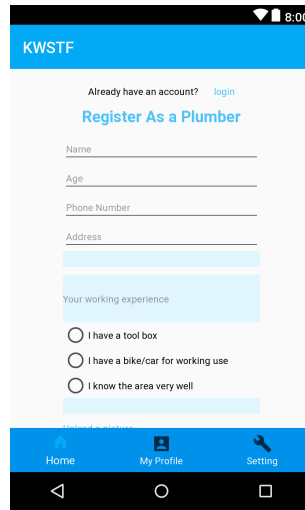 8:00
KWSTF
Already have an account? login
Register As a Plumber
Name
Age
Phone Number
Address
Your working experience
I have a tool box
I have a bike/car for working use
I know the area very well
Upload a picture
Home My Profile Setting